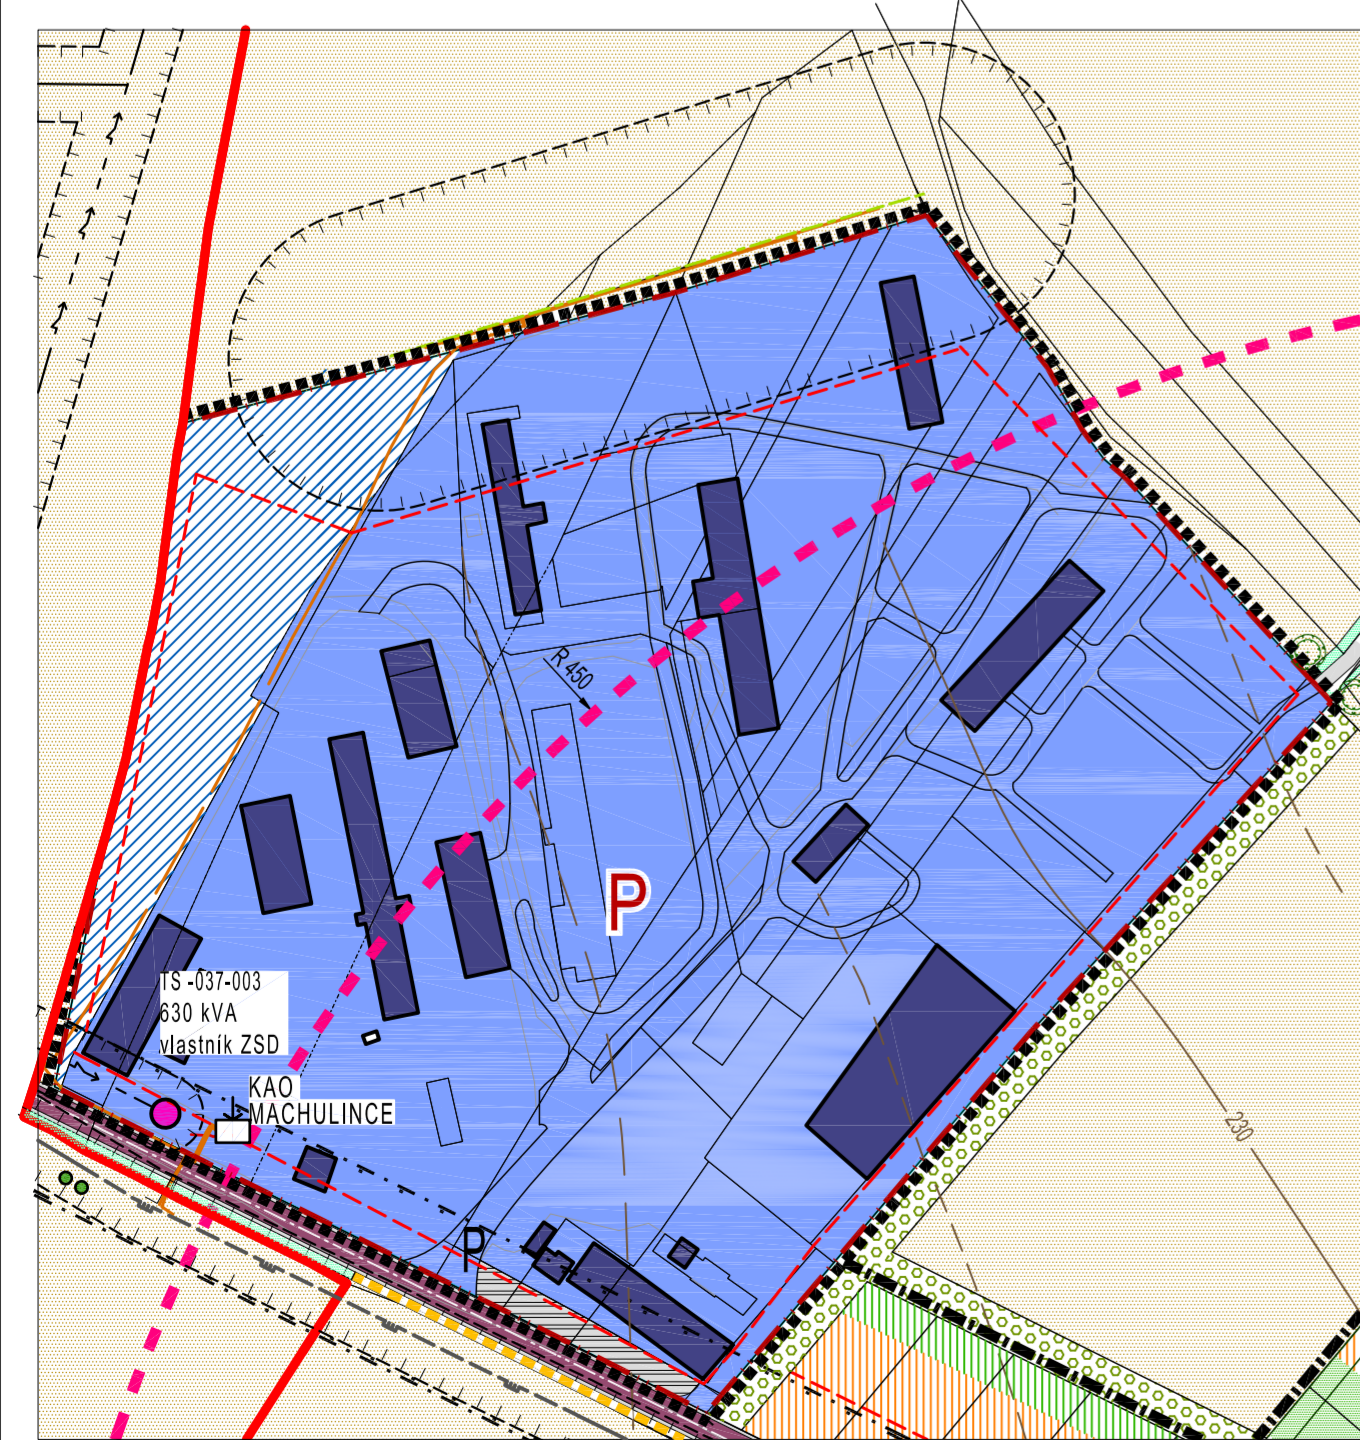 R 450
P
TS -037-003
630 kVA
vlastník ZSD
KAO
MACHULINCE
230
P